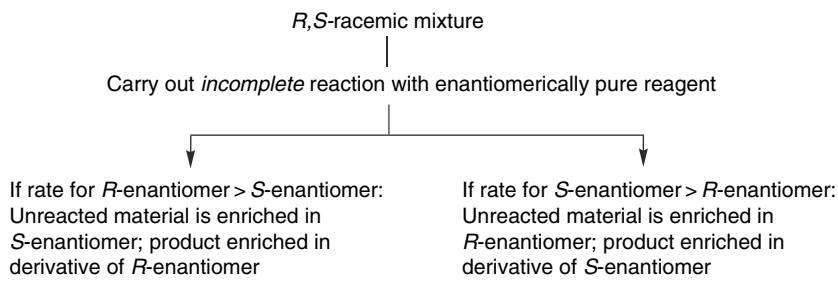 R,S-racemic mixture
Carry out incomplete reaction with enantiomerically pure reagent
If rate for R-enantiomer > S-enantiomer:
Unreacted material is enriched in
S-enantiomer; product enriched in
derivative of R-enantiomer
If rate for S-enantiomer > R-enantiomer:
Unreacted material is enriched in
R-enantiomer; product enriched in
derivative of S-enantiomer